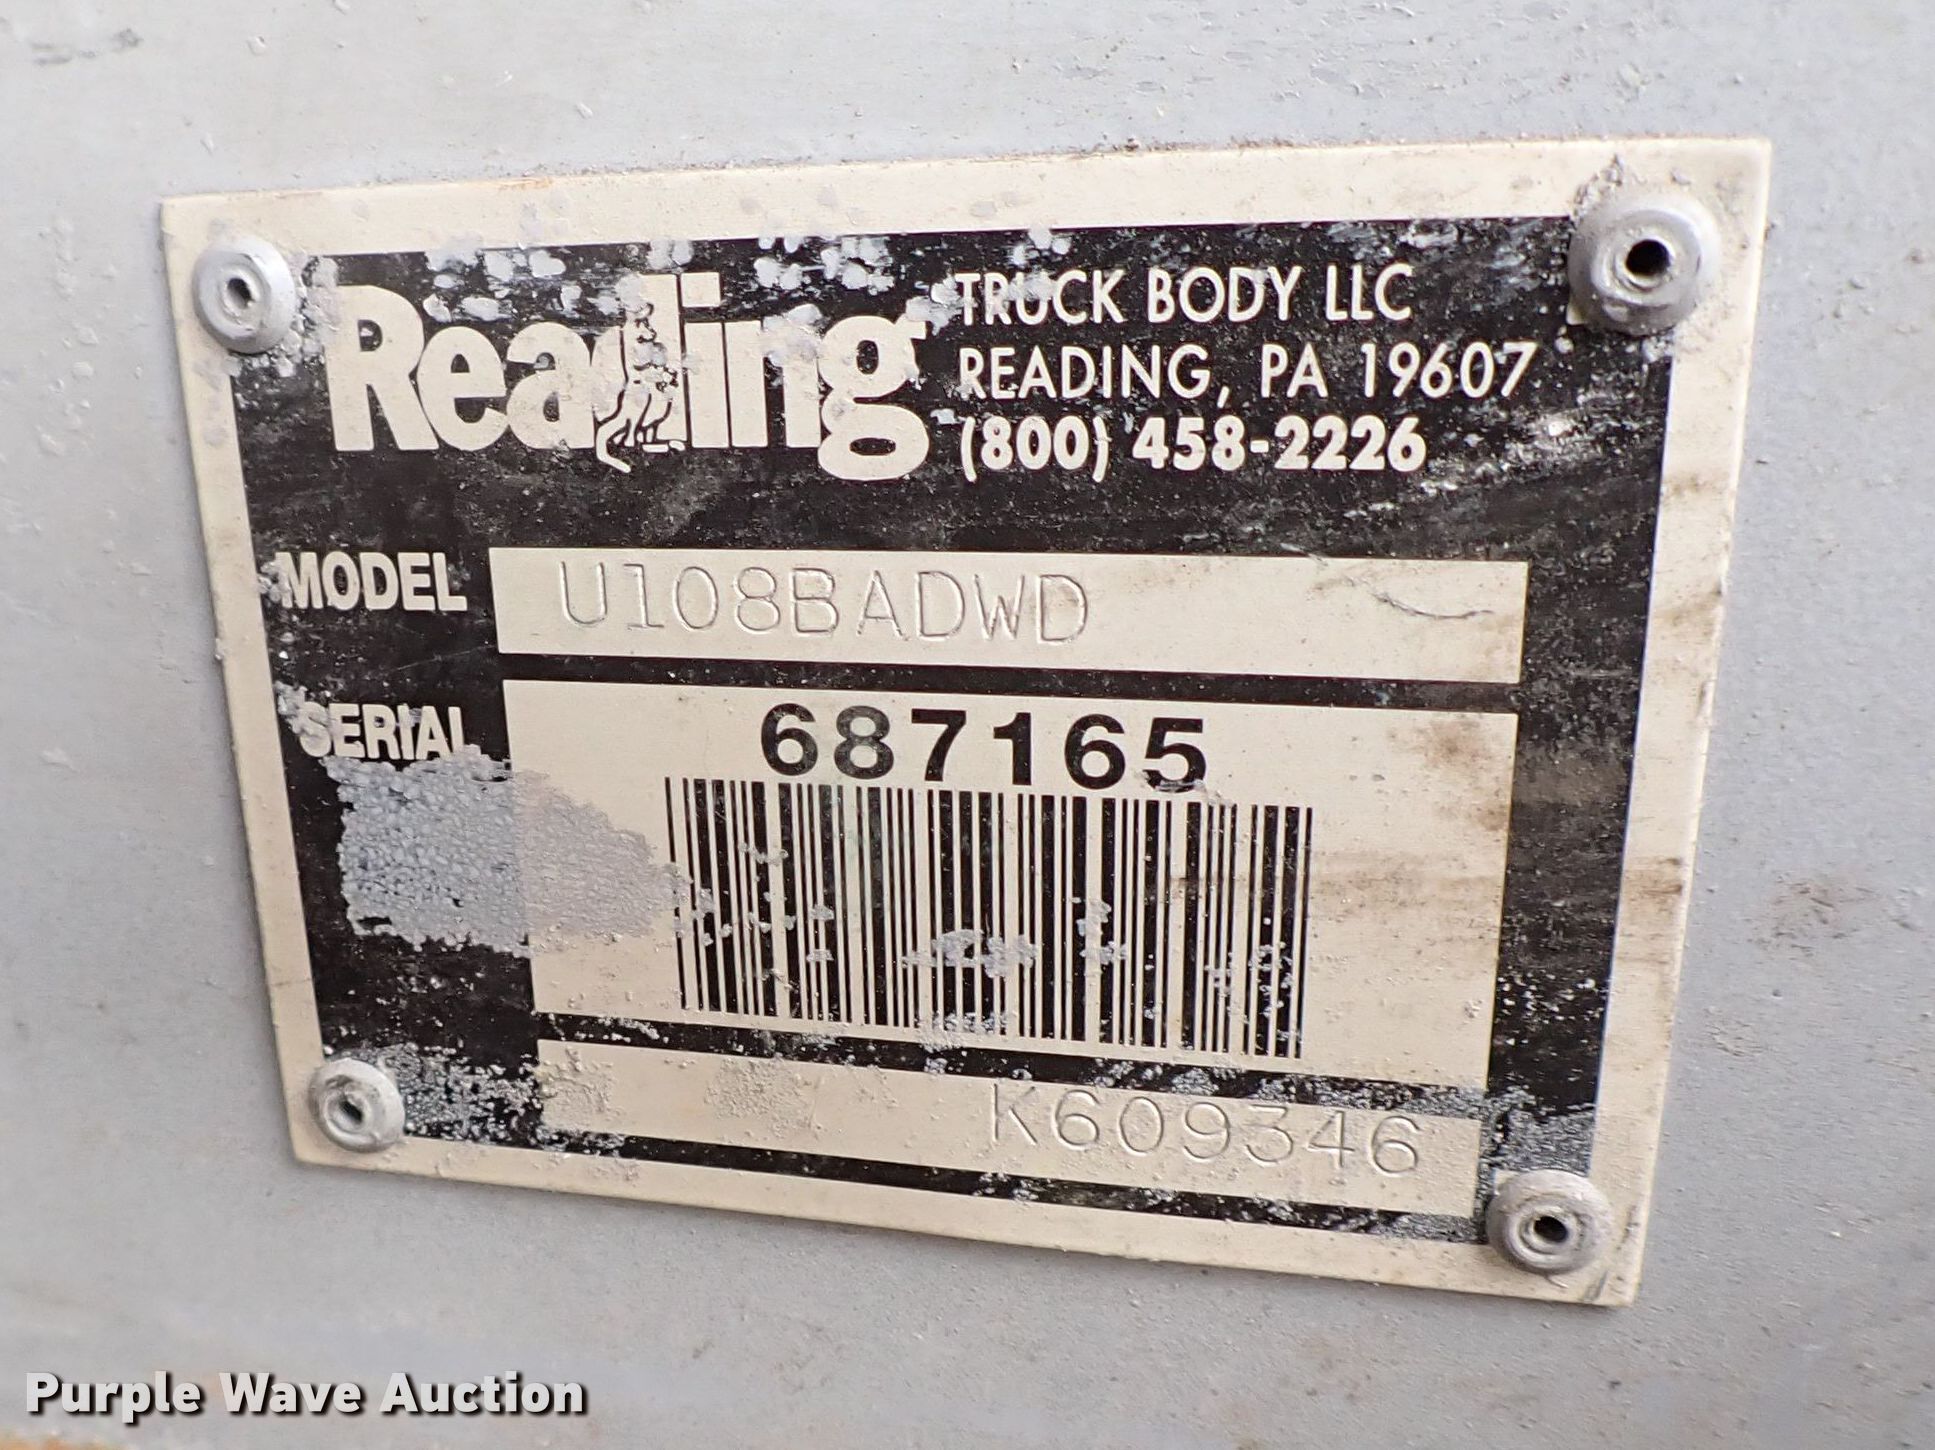 Reading
TRUCK BODY LLC
READING, PA 19607
(800) 458-2226
MODEL U108BADWD
SERIAL 687165
K609346
Purple Wave Auction